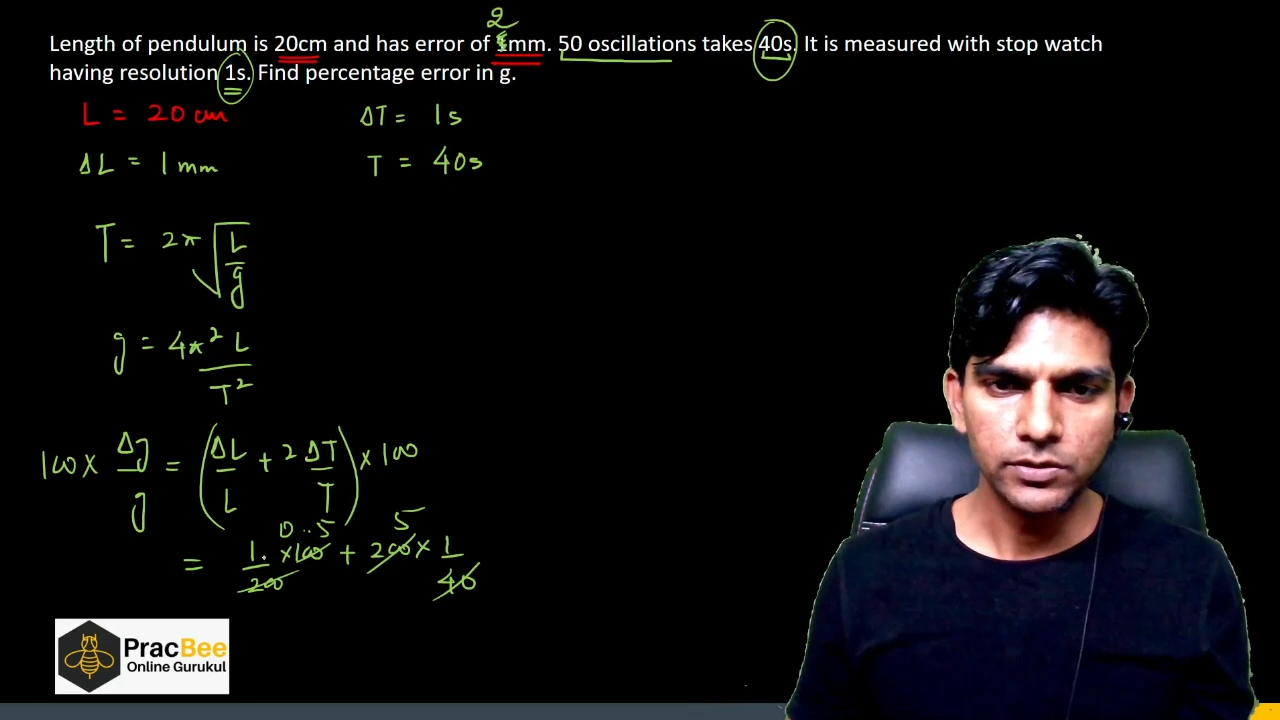 2
Length of pendulum is 20cm and has error of 1mm. 50 oscillations takes 40s. It is measured with stop watch
having resolution 1s. Find percentage error in g.
L = 20 cm    ΔT = 1s
ΔL = 1 mm    T = 40s
T = 2π √(L/g)
g = 4π² L / T²
100 × Δg/g = (ΔL/L + 2 ΔT/T) × 100
0.5    5
= 1/200 × 100 + 200 × 1/40
PracBee
Online Gurukul